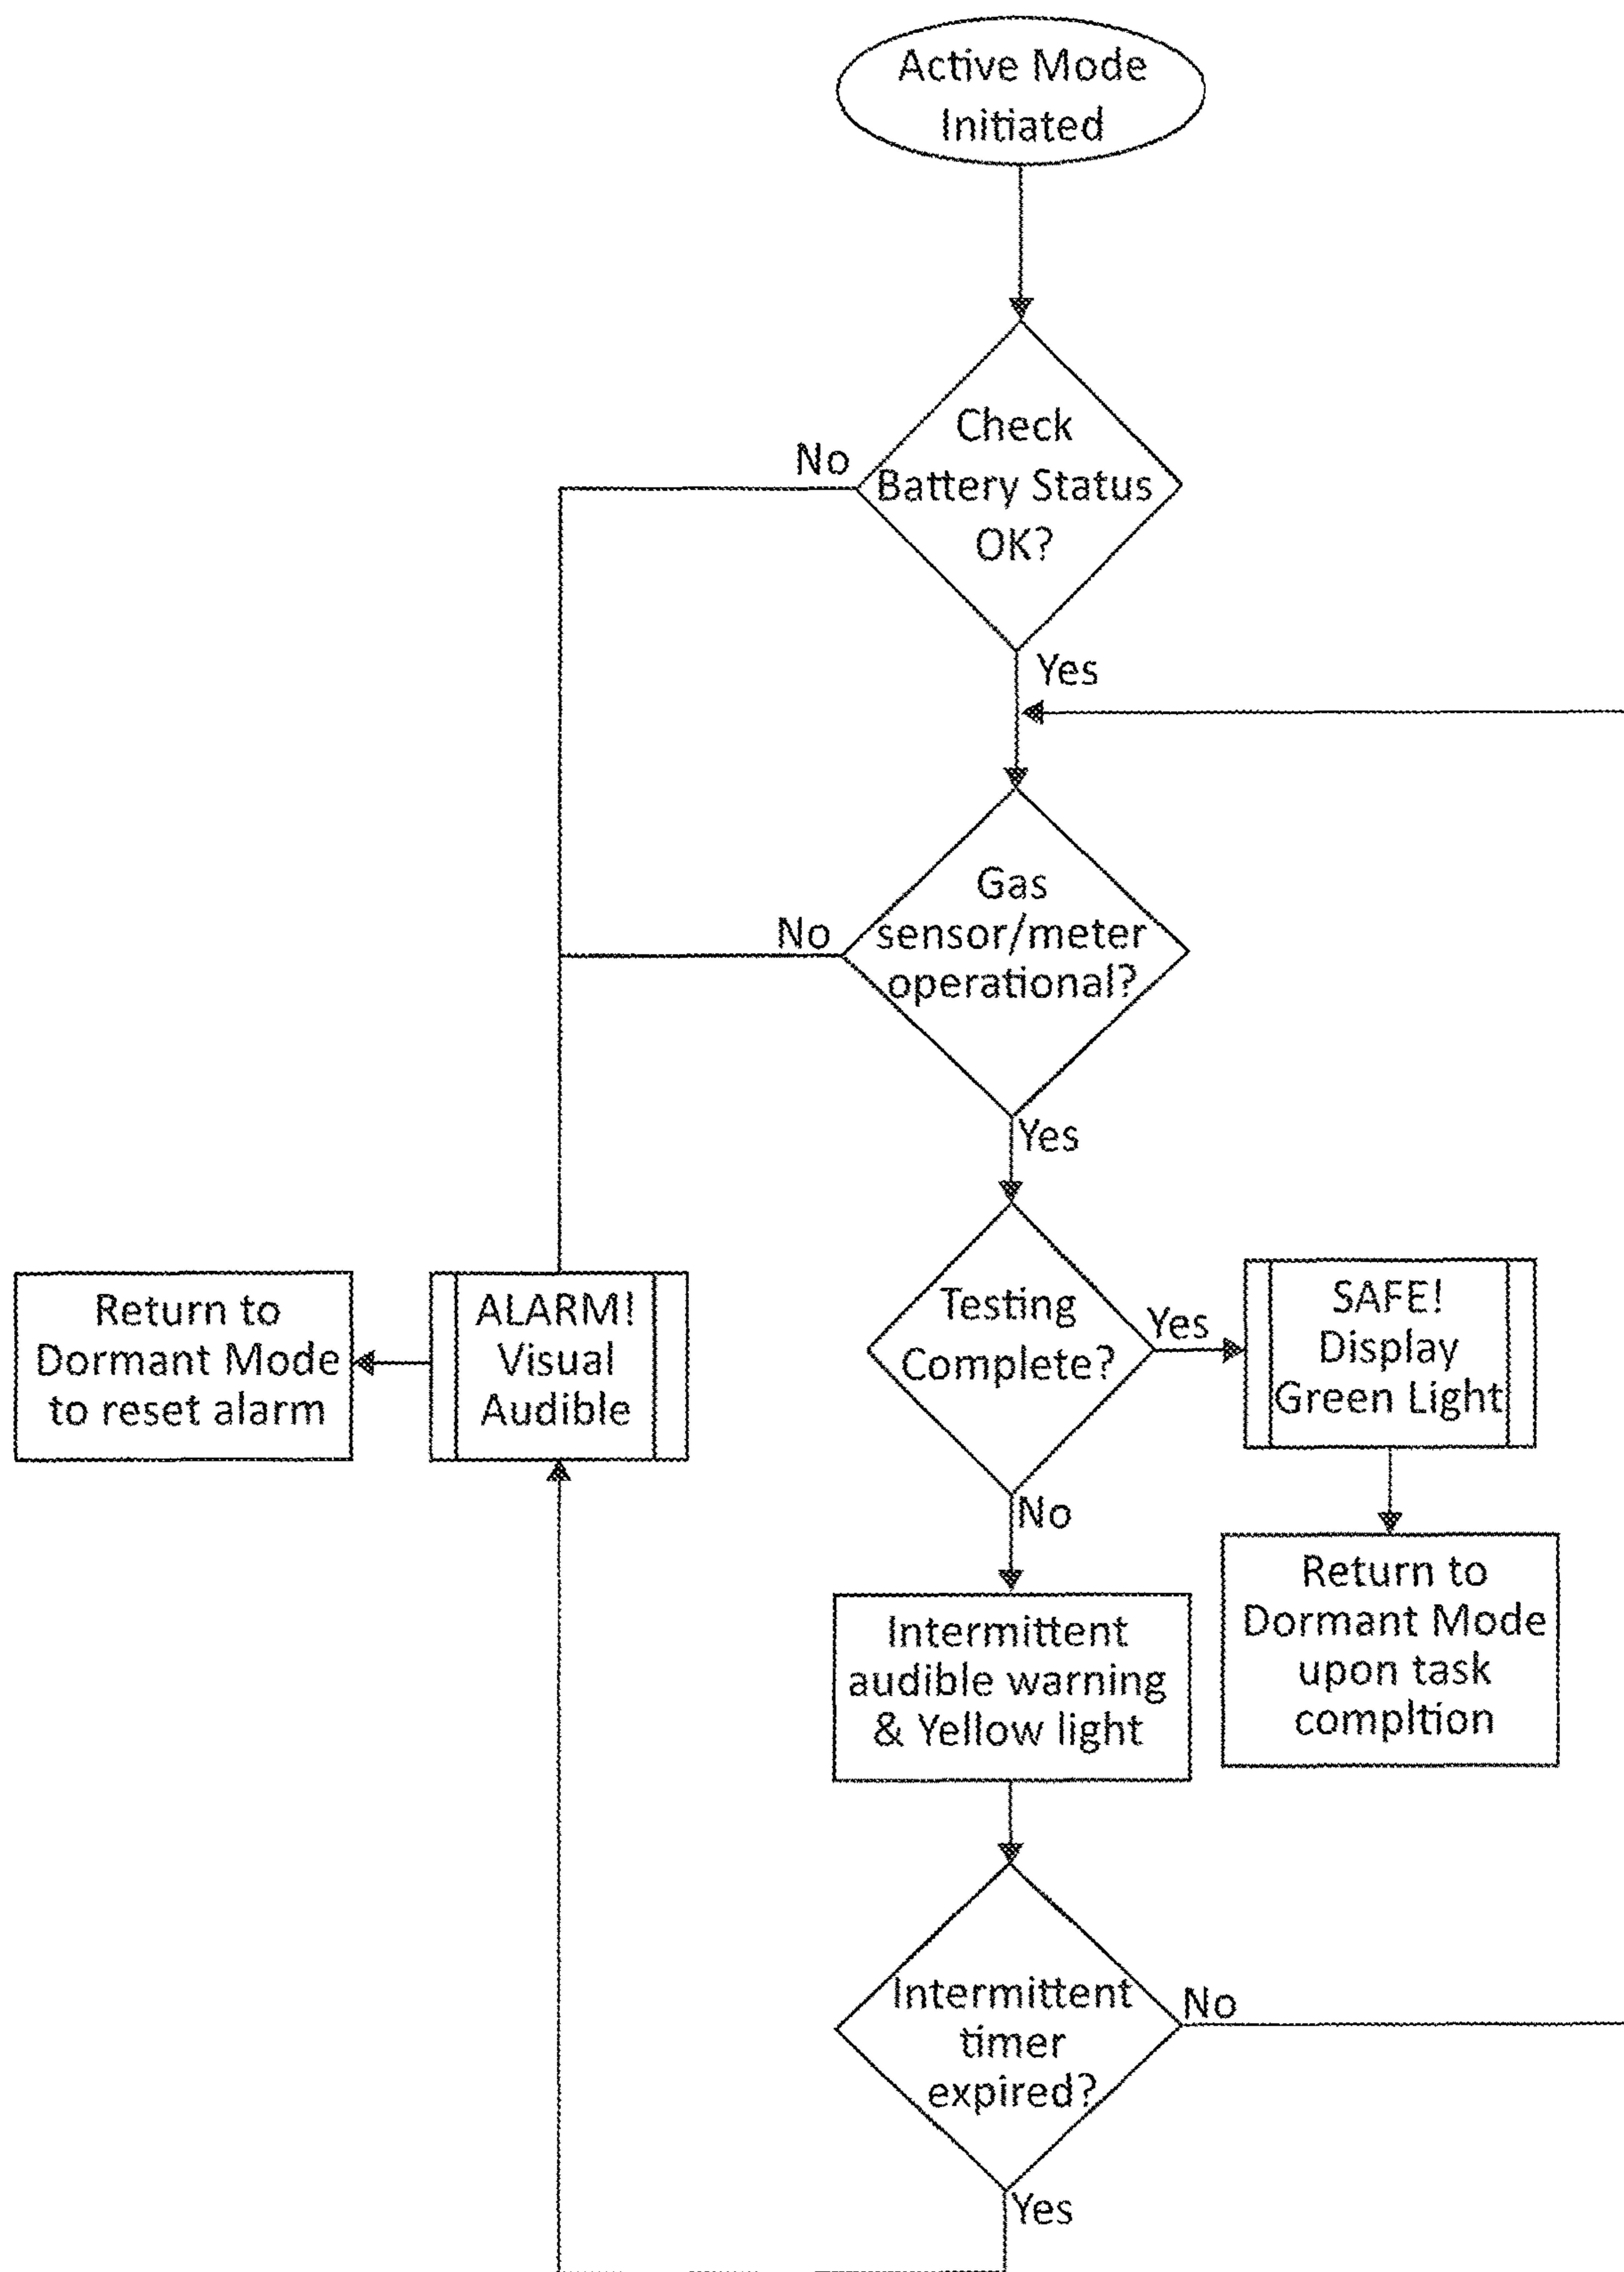 Active Mode
Initiated
Check
Battery Status
OK?
No
Yes
Gas
sensor/meter
operational?
No
Yes
Testing
Complete?
Yes
SAFE!
Display
Green Light
Return to
Dormant Mode
to reset alarm
ALARM!
Visual
Audible
No
Return to
Dormant Mode
upon task
compltion
Intermittent
audible warning
& Yellow light
Intermittent
timer
expired?
No
Yes